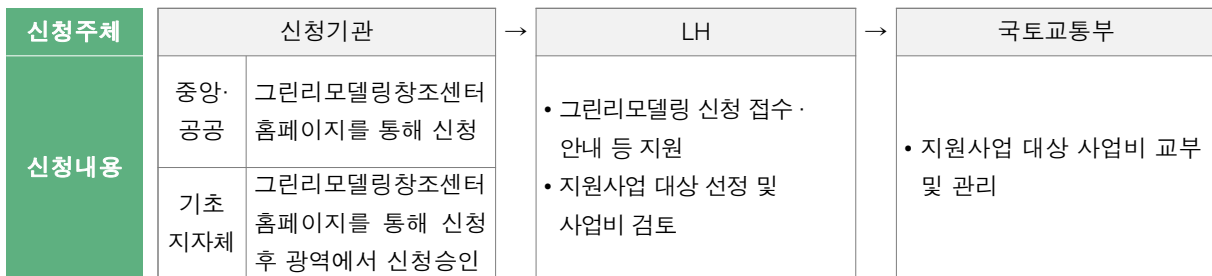 신청주체
신청기관
→
LH
→
국토교통부
신청내용
중앙·
공공
그린리모델링창조센터
홈페이지를 통해 신청
기초
지자체
그린리모델링창조센터
홈페이지를 통해 신청
후 광역에서 신청승인
• 그린리모델링 신청 접수·
안내 등 지원
• 지원사업 대상 선정 및
사업비 검토
• 지원사업 대상 사업비 교부
및 관리